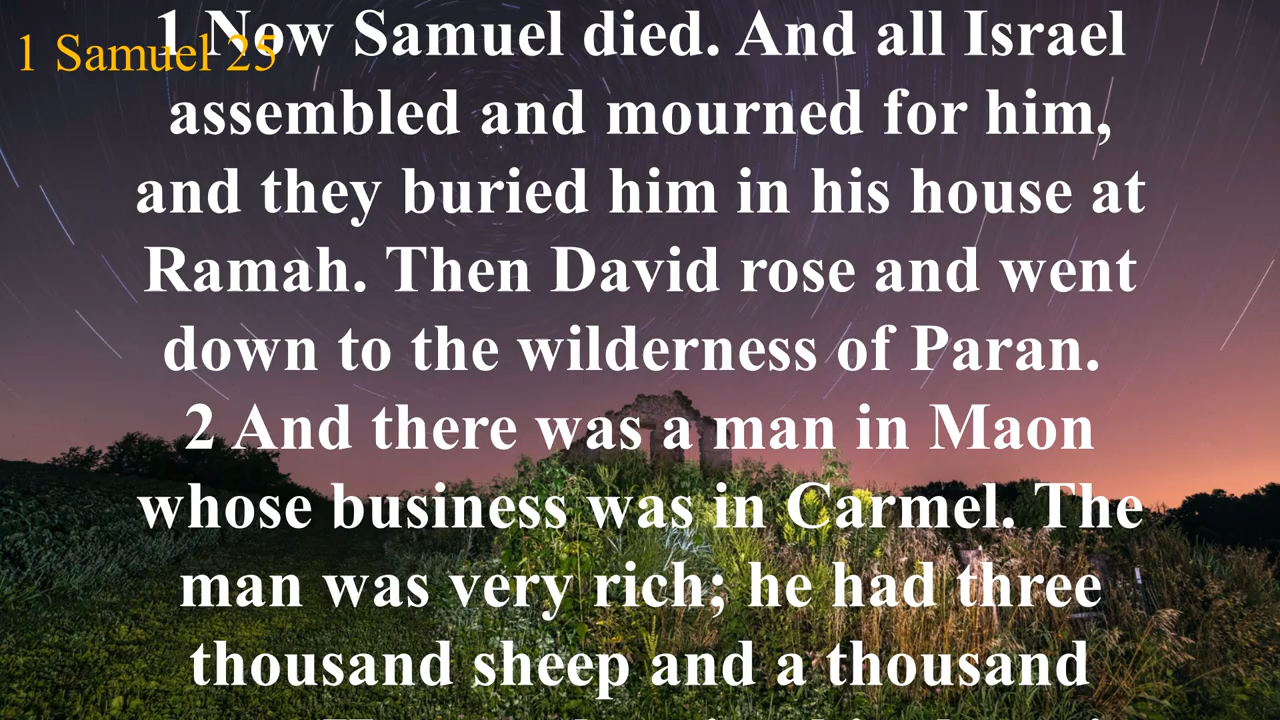 1 Samuel 25
1 Now Samuel died. And all Israel
assembled and mourned for him,
and they buried him in his house at
Ramah. Then David rose and went
down to the wilderness of Paran.
2 And there was a man in Maon
whose business was in Carmel. The
man was very rich; he had three
thousand sheep and a thousand